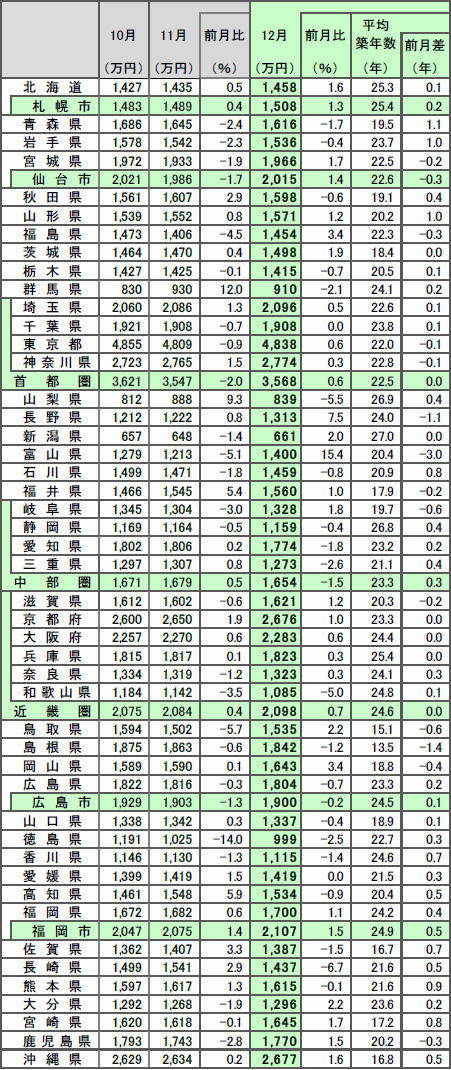 10月 11月 前月比 12月 前月比 平均築年数 前月差
（万円） （万円） （％） （万円） （％） （年） （年）
北海道 1,427 1,435 0.5 1,458 1.6 25.3 0.1
札幌市 1,483 1,489 0.4 1,508 1.3 25.4 0.2
青森県 1,686 1,645 −2.4 1,616 −1.7 19.5 1.1
岩手県 1,578 1,542 −2.3 1,536 −0.4 23.7 1.0
宮城県 1,972 1,933 −1.9 1,966 1.7 22.5 −0.2
仙台市 2,021 1,986 −1.7 2,015 1.4 22.6 −0.3
秋田県 1,561 1,607 2.9 1,598 −0.6 19.1 0.4
山形県 1,539 1,552 0.8 1,571 1.2 20.2 1.0
福島県 1,473 1,406 −4.5 1,454 3.4 22.3 −0.3
茨城県 1,464 1,470 0.4 1,498 1.9 18.4 0.0
栃木県 1,427 1,425 −0.1 1,415 −0.7 20.5 0.1
群馬県 830 930 12.0 910 −2.1 24.1 0.2
埼玉県 2,060 2,086 1.3 2,096 0.5 22.6 0.1
千葉県 1,921 1,908 −0.7 1,908 0.0 23.8 0.1
東京都 4,855 4,809 −0.9 4,838 0.6 22.0 −0.1
神奈川県 2,723 2,765 1.5 2,774 0.3 22.8 −0.1
首都圏 3,621 3,547 −2.0 3,568 0.6 22.5 0.0
山梨県 812 888 9.3 839 −5.5 26.9 0.4
長野県 1,212 1,222 0.8 1,313 7.5 24.0 −1.1
新潟県 657 648 −1.4 661 2.0 27.0 0.0
富山県 1,279 1,213 −5.1 1,400 15.4 20.4 −3.0
石川県 1,499 1,471 −1.8 1,459 −0.8 20.9 0.8
福井県 1,466 1,545 5.4 1,560 1.0 17.9 −0.2
岐阜県 1,345 1,304 −3.0 1,328 1.8 19.7 −0.6
静岡県 1,169 1,164 −0.5 1,159 −0.4 26.8 0.4
愛知県 1,802 1,806 0.2 1,774 −1.8 23.2 0.2
三重県 1,297 1,307 0.8 1,273 −2.6 21.1 0.4
中部圏 1,671 1,679 0.5 1,654 −1.5 23.3 0.3
滋賀県 1,612 1,602 −0.6 1,621 1.2 20.3 −0.2
京都府 2,600 2,650 1.9 2,676 1.0 23.3 0.0
大阪府 2,257 2,270 0.6 2,283 0.6 24.4 0.0
兵庫県 1,815 1,817 0.1 1,823 0.3 25.4 0.0
奈良県 1,334 1,319 −1.2 1,323 0.3 24.1 0.3
和歌山県 1,184 1,142 −3.5 1,085 −5.0 24.8 0.1
近畿圏 2,075 2,084 0.4 2,098 0.7 24.6 0.0
鳥取県 1,594 1,502 −5.7 1,535 2.2 15.1 −0.6
島根県 1,875 1,863 −0.6 1,842 −1.2 13.5 −1.4
岡山県 1,589 1,590 0.1 1,643 3.4 18.8 −0.4
広島県 1,822 1,816 −0.3 1,804 −0.7 23.3 0.2
広島市 1,929 1,903 −1.3 1,900 −0.2 24.5 0.1
山口県 1,338 1,342 0.3 1,337 −0.4 18.9 0.1
徳島県 1,191 1,025 −14.0 999 −2.5 22.7 0.3
香川県 1,146 1,130 −1.3 1,115 −1.4 24.6 0.7
愛媛県 1,399 1,419 1.5 1,419 0.0 21.5 0.3
高知県 1,461 1,548 5.9 1,534 −0.9 20.4 0.5
福岡県 1,672 1,682 0.6 1,700 1.1 24.2 0.4
福岡市 2,047 2,075 1.4 2,107 1.5 24.9 0.5
佐賀県 1,362 1,407 3.3 1,387 −1.5 16.7 0.7
長崎県 1,499 1,541 2.9 1,437 −6.7 21.6 0.5
熊本県 1,597 1,617 1.3 1,615 −0.1 21.6 0.9
大分県 1,292 1,268 −1.9 1,296 2.2 23.6 0.2
宮崎県 1,620 1,618 −0.1 1,645 1.7 17.2 0.8
鹿児島県 1,793 1,743 −2.8 1,770 1.5 20.2 −0.3
沖縄県 2,629 2,634 0.2 2,677 1.6 16.8 0.5